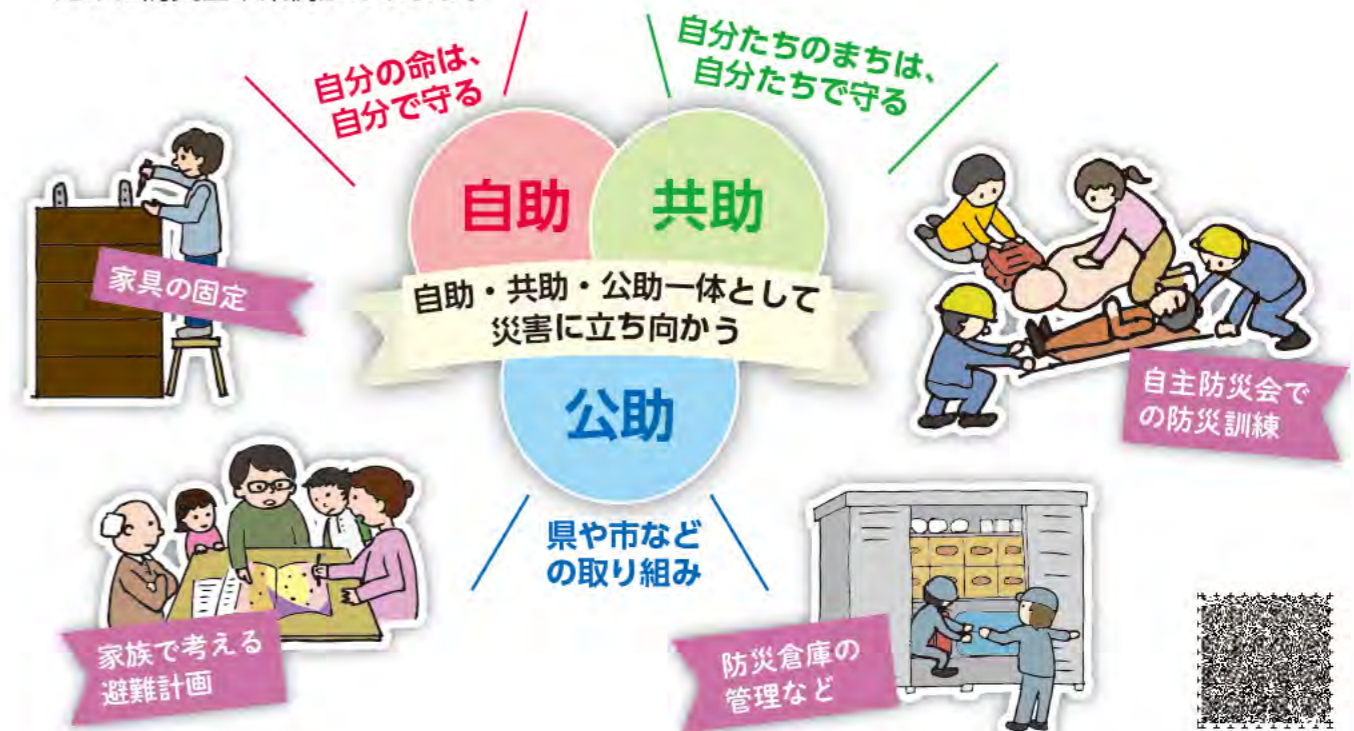 自分の命は、
自分で守る
自分たちのまちは、
自分たちで守る
自助
共助
家具の固定
自助・共助・公助一体として
災害に立ち向かう
公助
自主防災会で
の防災訓練
県や市など
の取り組み
家族で考える
避難計画
防災倉庫の
管理など